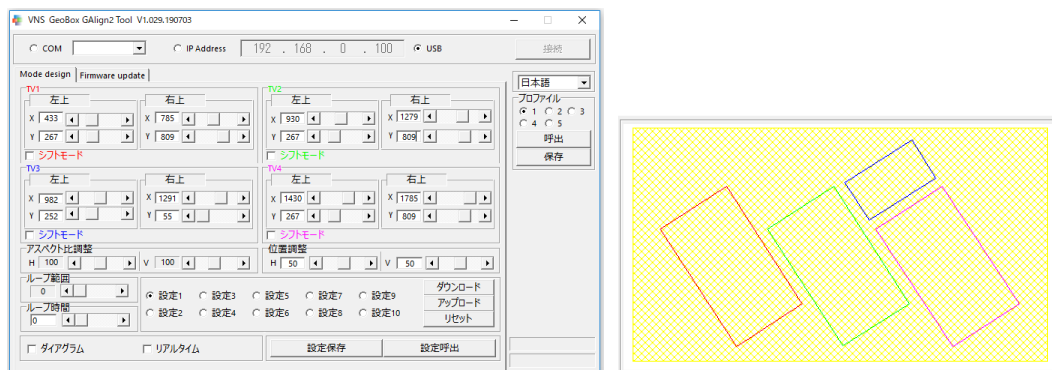 VNS GeoBox GAlign2 Tool V1.029.190703
COM IP Address 192 . 168 . 0 . 100 USB 接続
Mode design Firmware update
日本語
プロファイル
1 2 3
4 5
呼出
保存
TV1
左上 右上
X 433 X 785
Y 267 Y 809
シフトモード
TV2
左上 右上
X 930 X 1279
Y 267 Y 809
シフトモード
TV3
左上 右上
X 982 X 1291
Y 252 Y 55
シフトモード
TV4
左上 右上
X 1430 X 1785
Y 267 Y 809
シフトモード
アスペクト比調整
H 100 V 100
位置調整
H 50 V 50
ループ範囲
0
ループ時間
0
設定1 設定3 設定5 設定7 設定9
設定2 設定4 設定6 設定8 設定10
ダウンロード
アップロード
リセット
ダイアグラム リアルタイム 設定保存 設定呼出